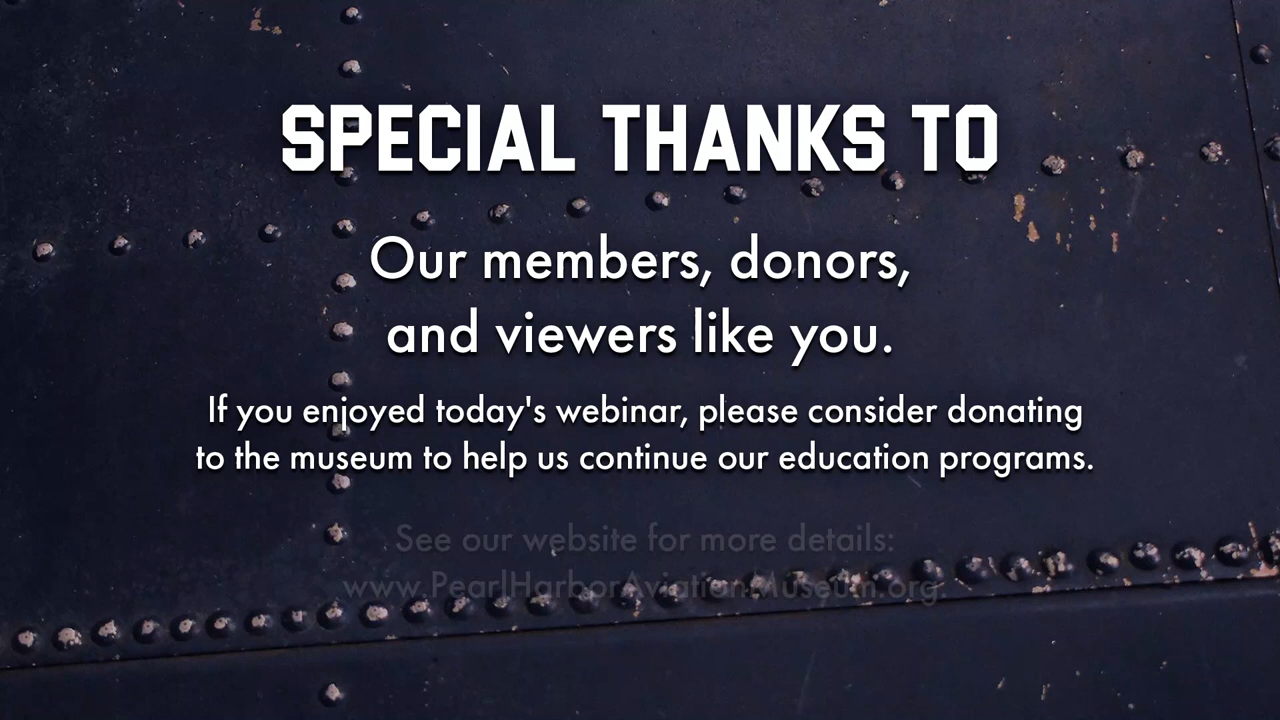 SPECIAL THANKS TO
Our members, donors,
and viewers like you.
If you enjoyed today's webinar, please consider donating
to the museum to help us continue our education programs.
See our website for more details:
www.PearlHarborAviationMuseum.org.